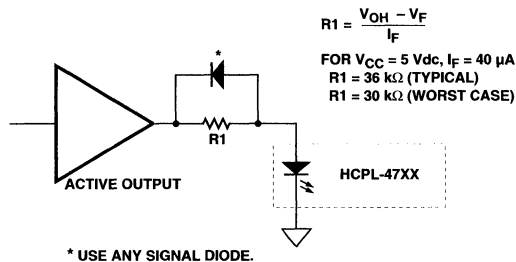 R1 = V_OH – V_F / I_F
FOR V_CC = 5 Vdc, I_F = 40 μA
R1 = 36 kΩ (TYPICAL)
R1 = 30 kΩ (WORST CASE)
*
R1
ACTIVE OUTPUT
HCPL-47XX
* USE ANY SIGNAL DIODE.